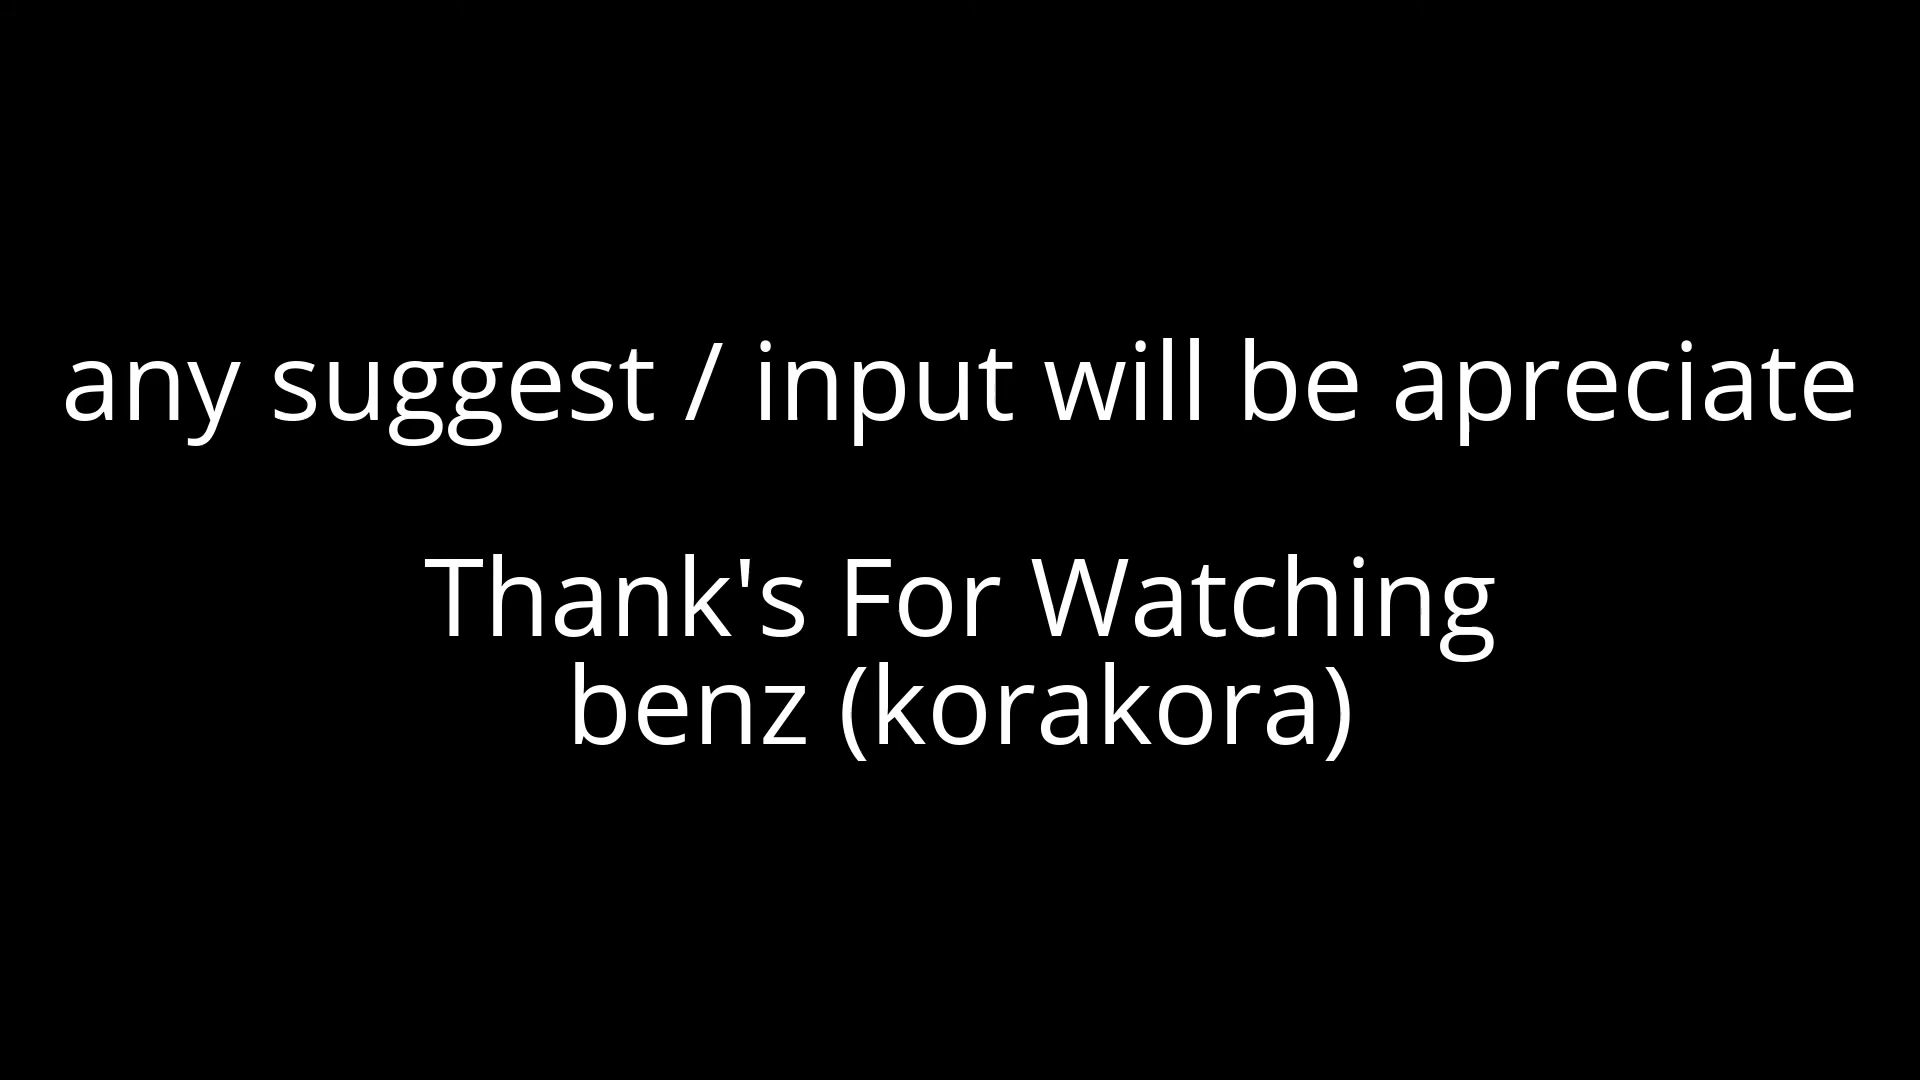 any suggest / input will be apreciate
Thank's For Watching
benz (korakora)